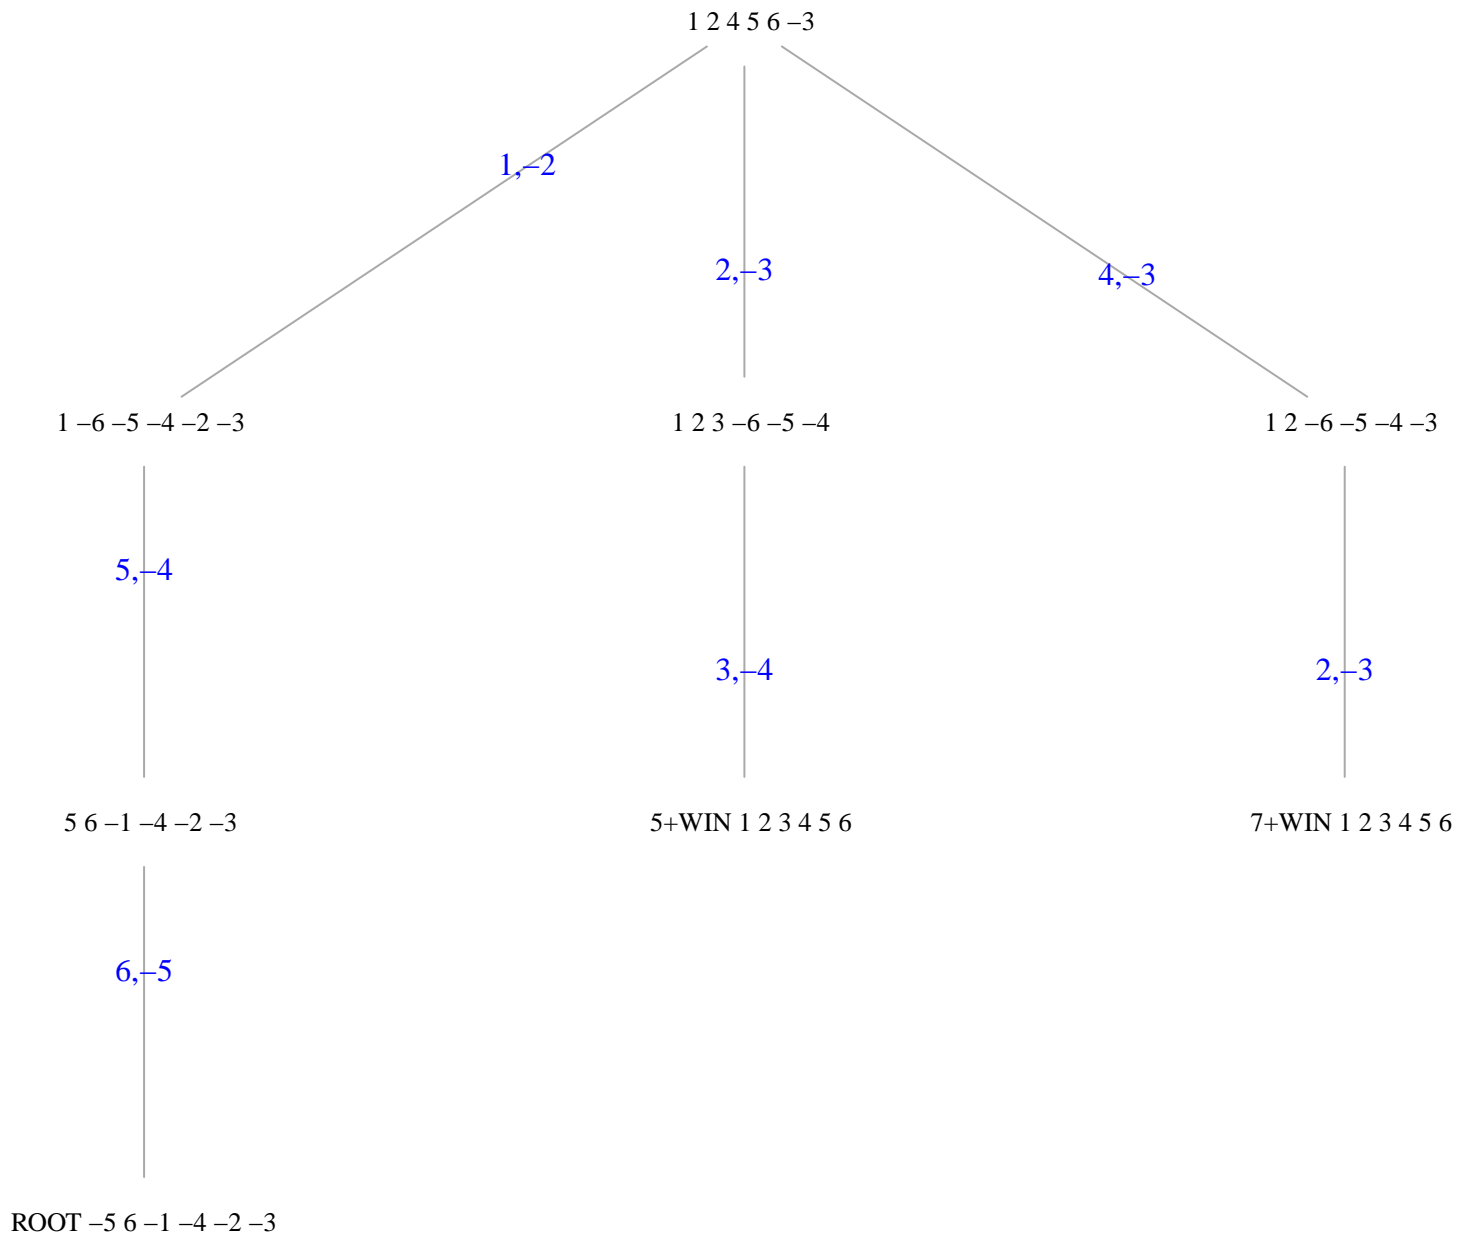 1 2 4 5 6 –3
1,–2
2,–3
4,–3
1 –6 –5 –4 –2 –3
1 2 3 –6 –5 –4
1 2 –6 –5 –4 –3
5,–4
3,–4
2,–3
5 6 –1 –4 –2 –3
5+WIN 1 2 3 4 5 6
7+WIN 1 2 3 4 5 6
6,–5
ROOT –5 6 –1 –4 –2 –3